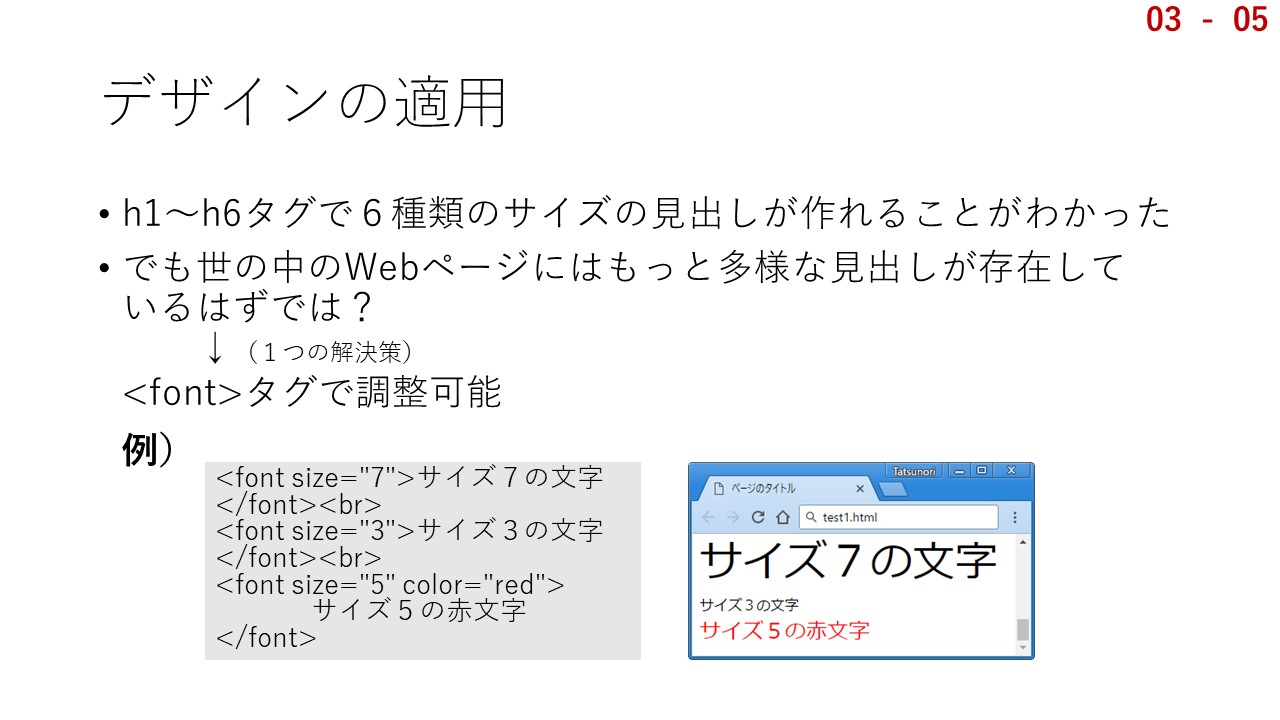 03 - 05
デザインの適用
• h1～h6タグで６種類のサイズの見出しが作れることがわかった
• でも世の中のWebページにはもっと多様な見出しが存在して
いるはずでは？
↓（１つの解決策）
<font>タグで調整可能
例）
<font size="7">サイズ７の文字
</font><br>
<font size="3">サイズ３の文字
</font><br>
<font size="5" color="red">
サイズ５の赤文字
</font>
Tatsunori
ページのタイトル
test1.html
サイズ７の文字
サイズ３の文字
サイズ５の赤文字